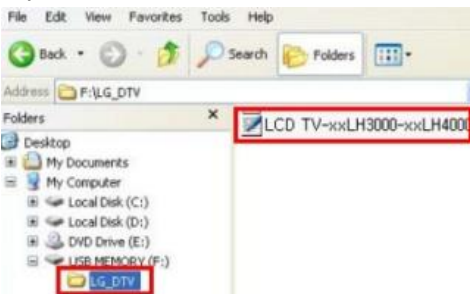 File Edit View Favorites Tools Help
Back Search Folders
Address F:\LG_DTV
Folders ×
LCD TV-xxLH3000-xxLH4000
Desktop
My Documents
My Computer
Local Disk (C:)
Local Disk (D:)
DVD Drive (E:)
USB MEMORY (F:)
LG_DTV